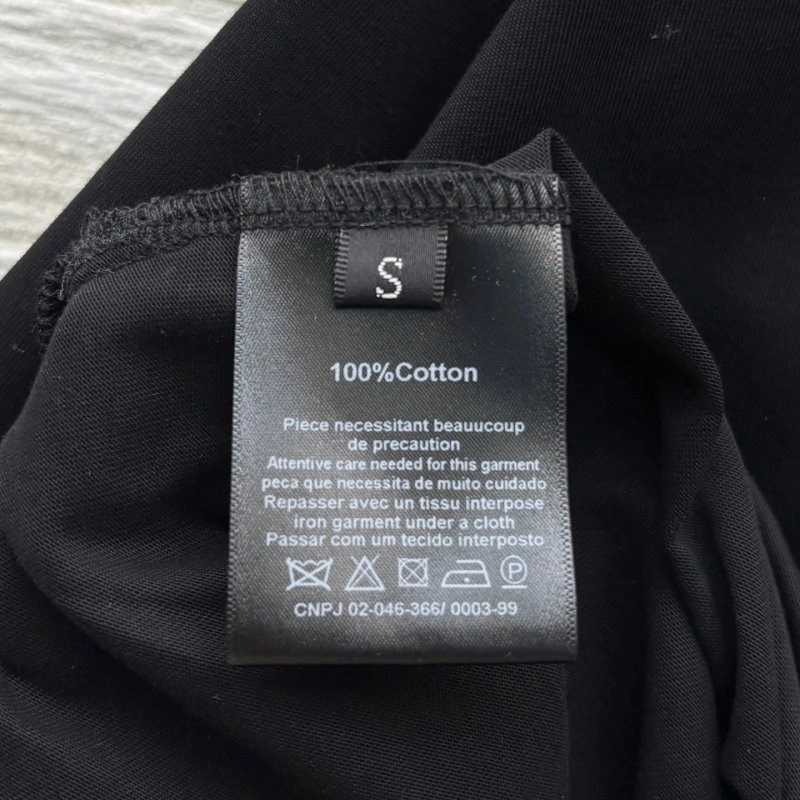 S
100%Cotton
Pièce necessitant beauucoup
de precaution
Attentive care needed for this garment
peca que necessita de muito cuidado
Repasser avec un tissu interpose
iron garment under a cloth
Passar com um tecido interposto
P
CNPJ 02-046-366/ 0003-99